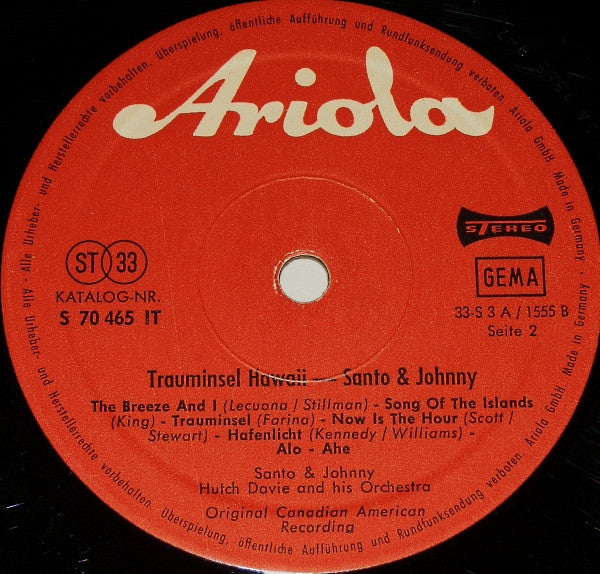 Alle Urheber- und Herstellerrechte vorbehalten. Überspielung, öffentliche Aufführung und Rundfunksendung verboten. Ariola GmbH Made in Germany
Ariola
STEREO
ST 33
GEMA
KATALOG-NR.
S 70 465 IT
33-S 3 A / 1555 B
Seite 2
Trauminsel Hawaii — Santo & Johnny
The Breeze And I (Lecuona / Stillman) - Song Of The Islands
(King) - Trauminsel (Farina) - Now Is The Hour (Scott /
Stewart) - Hafenlicht (Kennedy / Williams) -
Alo - Ahe
Santo & Johnny
Hutch Davie and his Orchestra
Original Canadian American
Recording
Alle Urheber- und Herstellerrechte vorbehalten. Überspielung, öffentliche Aufführung und Rundfunksendung verboten. Ariola GmbH Made in Germany